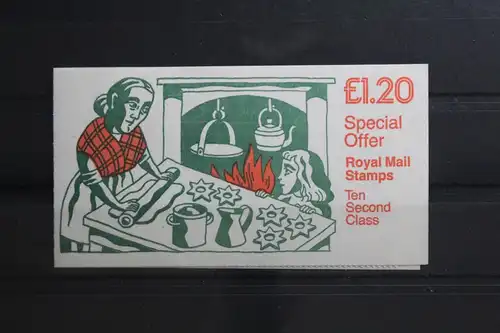 £1.20
Special
Offer
Royal Mail
Stamps
Ten
Second
Class